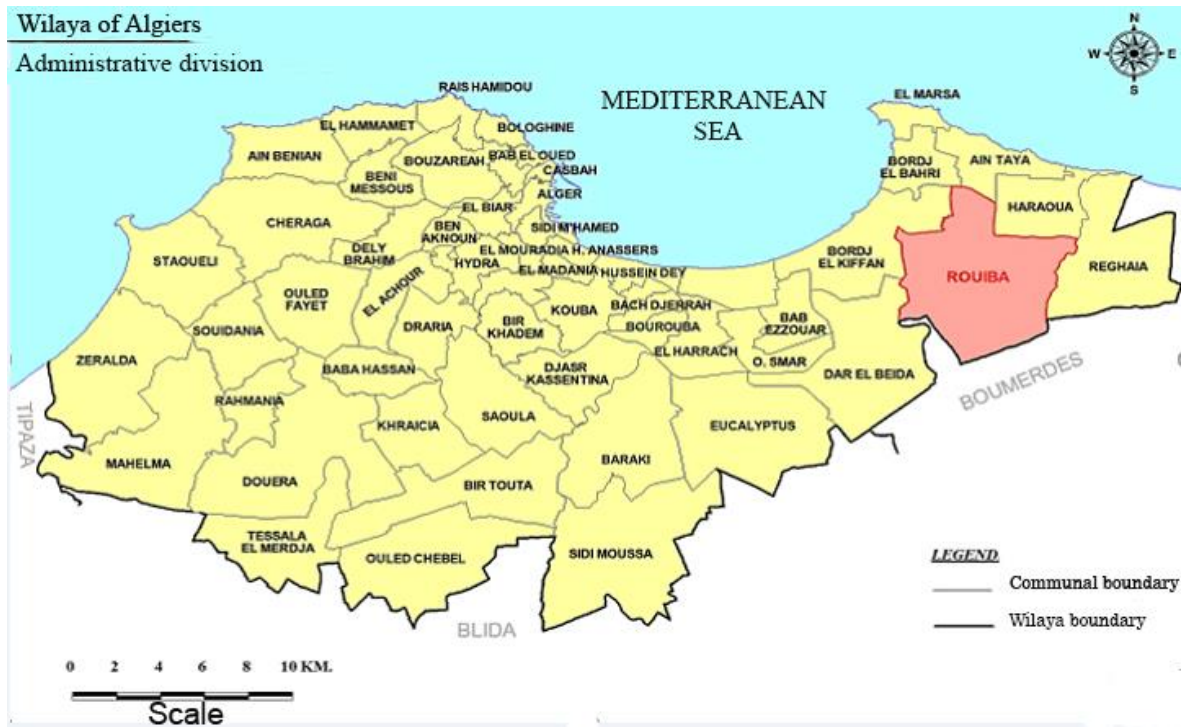 Wilaya of Algiers
Administrative division
N
W
E
S
MEDITERRANEAN
SEA
RAIS HAMIDOU
EL MARSA
EL HAMMAMET
BOLOGHINE
AIN BENIAN
BOUZAREAH
BAB EL OUED
BORDJ
EL BAHRI
AIN TAYA
CASBAH
BENI
MESSOUS
ALGER
EL BIAR
HARAOUA
CHERAGA
BEN
AKNOUN
SIDI M'HAMED
DELY
BRAHIM
EL MOURADIA
H. ANASSERS
BORDJ
EL KIFFAN
STAOUELI
HYDRA
EL MADANIA
HUSSEIN DEY
ROUIBA
REGHAIA
OULED
FAYET
EL ACHOUR
BACH DJERRAH
KOUBA
SOUIDANIA
DRARIA
BIR
KHADEM
BOUROUBA
BAB
EZZOUAR
ZERALDA
EL HARRACH
O. SMAR
BABA HASSAN
DJASR
KASSENTINA
DAR EL BEIDA
BOUMERDES
RAHMANIA
TIPAZA
SAOULA
KHRAICIA
EUCALYPTUS
MAHELMA
BARAKI
DOUERA
BIR TOUTA
TESSALA
EL MERDJA
OULED CHEBEL
SIDI MOUSSA
BLIDA
LEGEND
Communal boundary
Wilaya boundary
0 2 4 6 8 10 KM.
Scale